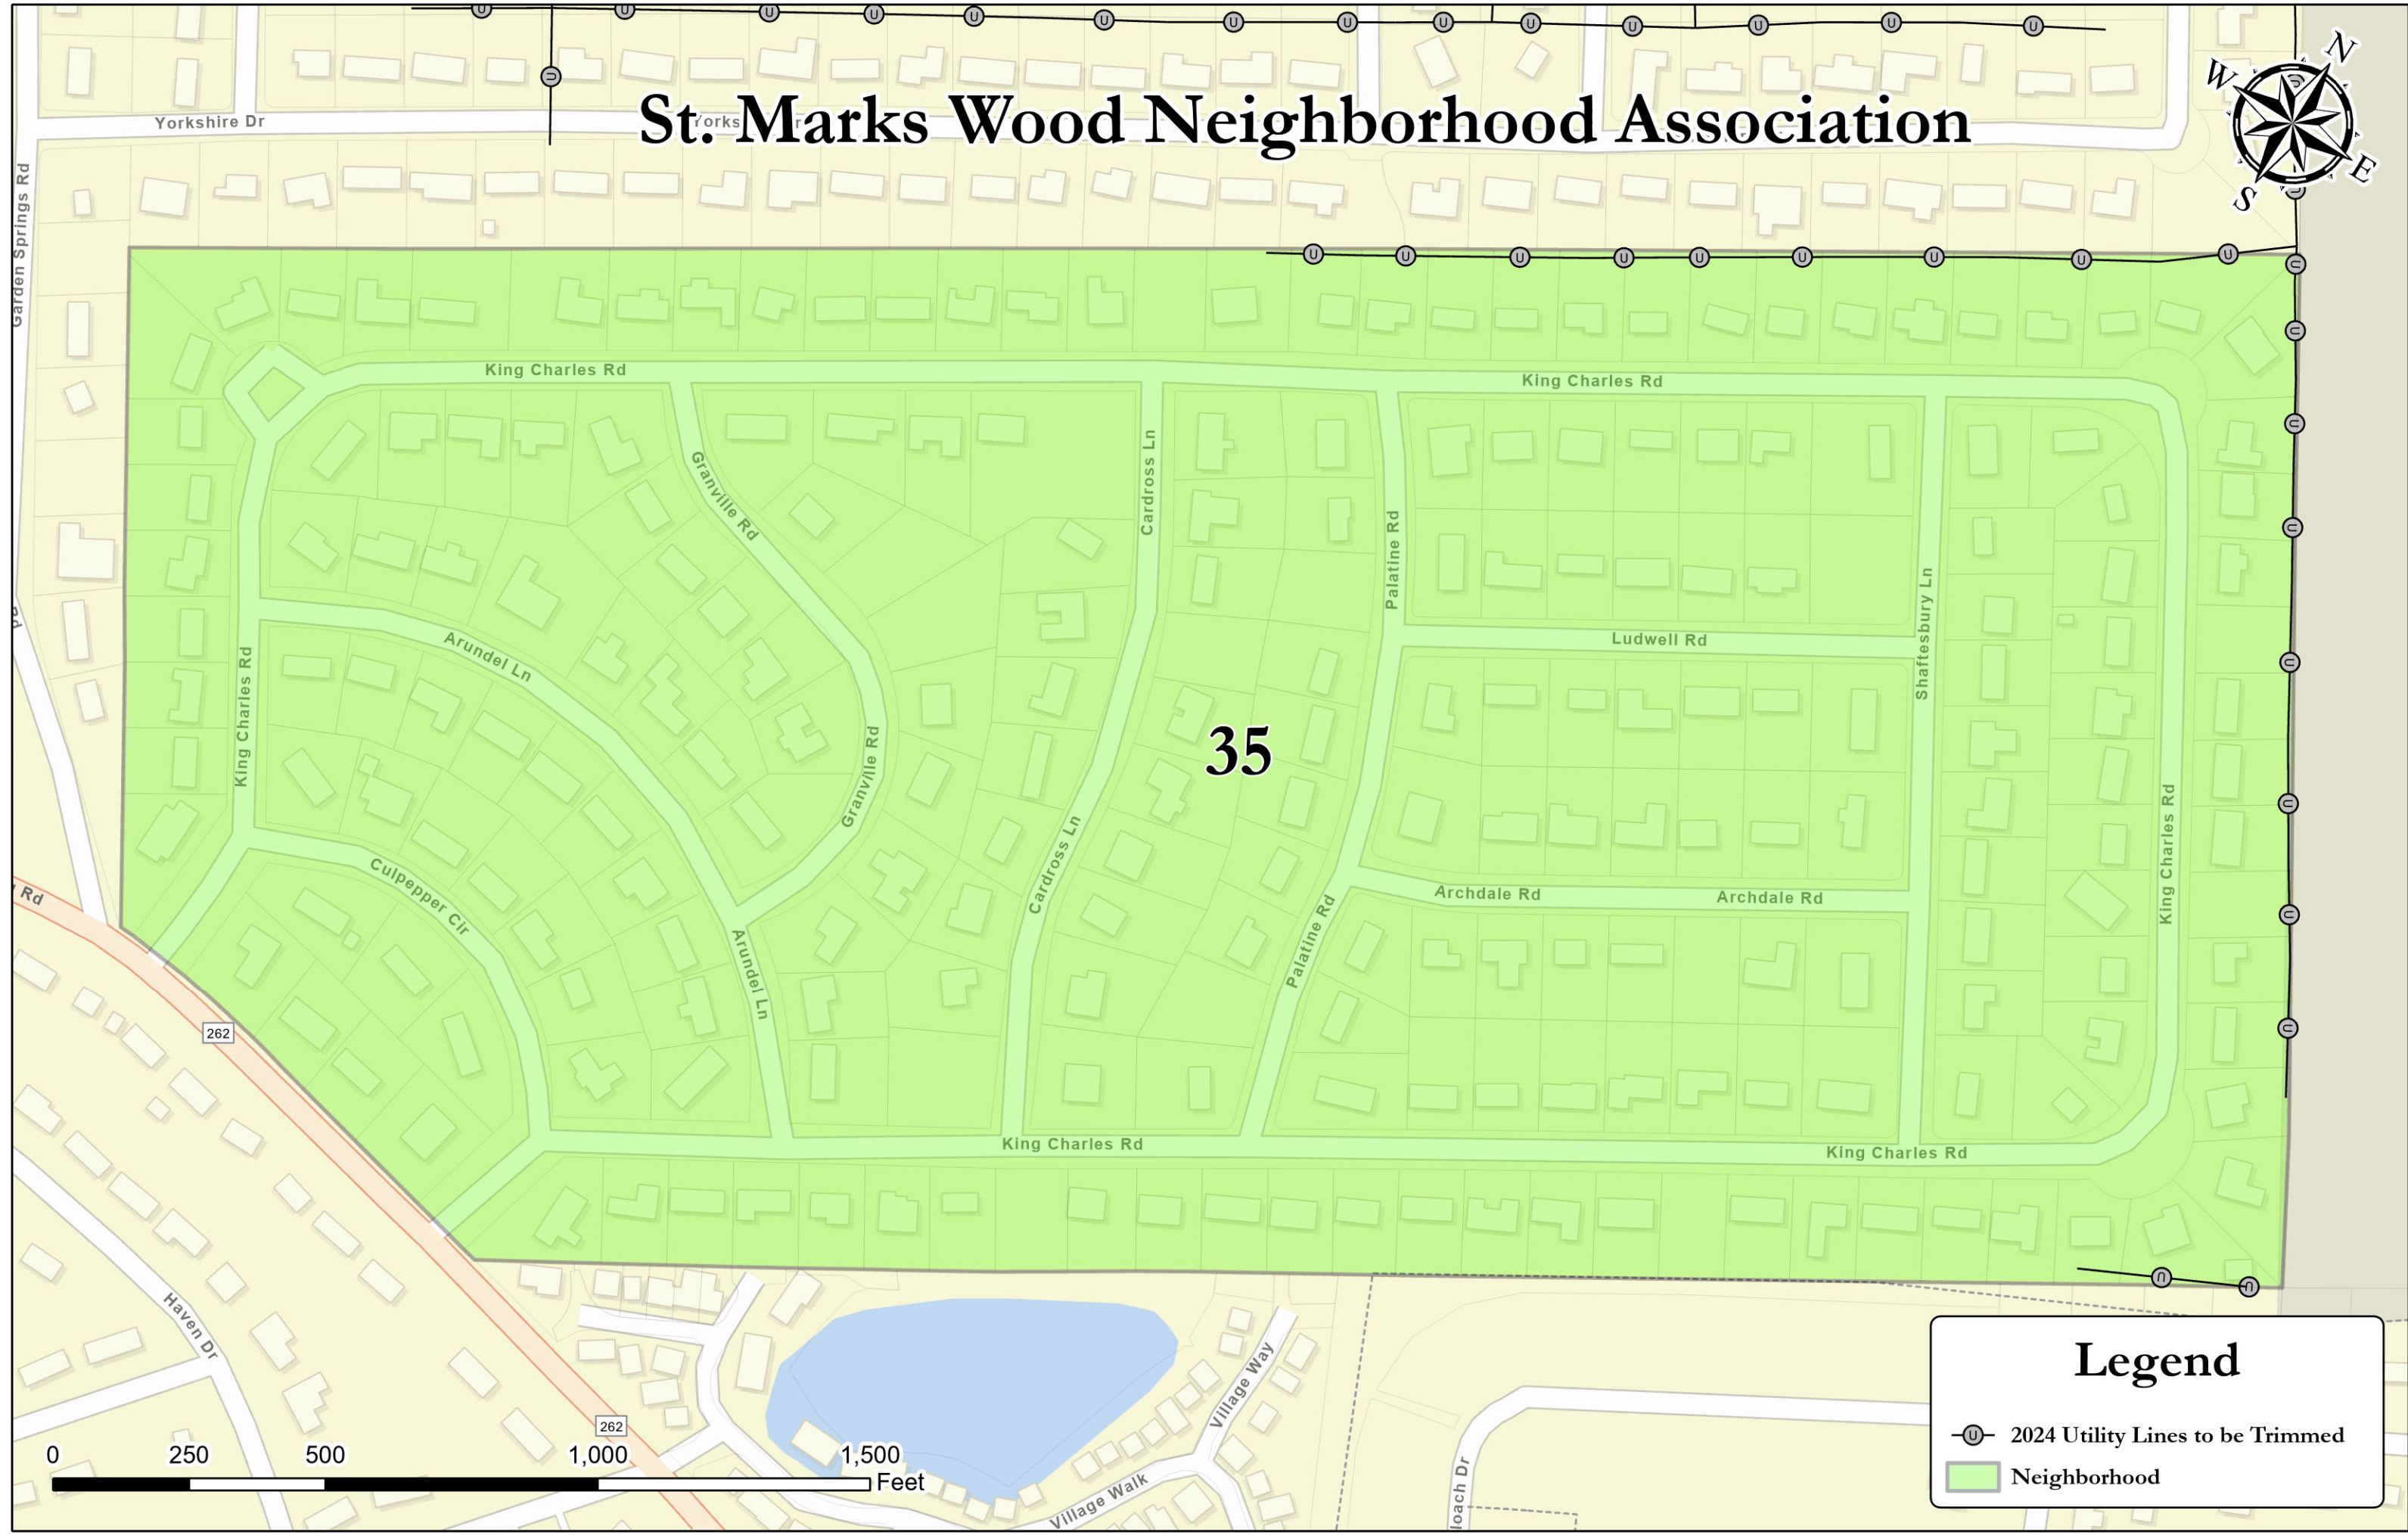 St. Marks Wood Neighborhood Association
N
W
E
S
Yorkshire Dr
Garden Springs Rd
King Charles Rd
King Charles Rd
Granville Rd
Cardross Ln
Palatine Rd
Shaftesbury Ln
Ludwell Rd
Arundel Ln
King Charles Rd
35
Granville Rd
Cardross Ln
Culpepper Cir
Archdale Rd
Archdale Rd
King Charles Rd
Palatine Rd
Arundel Ln
Rd
262
King Charles Rd
King Charles Rd
Haven Dr
Village Way
262
Village Walk
loach Dr
0 250 500 1,000 1,500
Feet
Legend
U 2024 Utility Lines to be Trimmed
Neighborhood